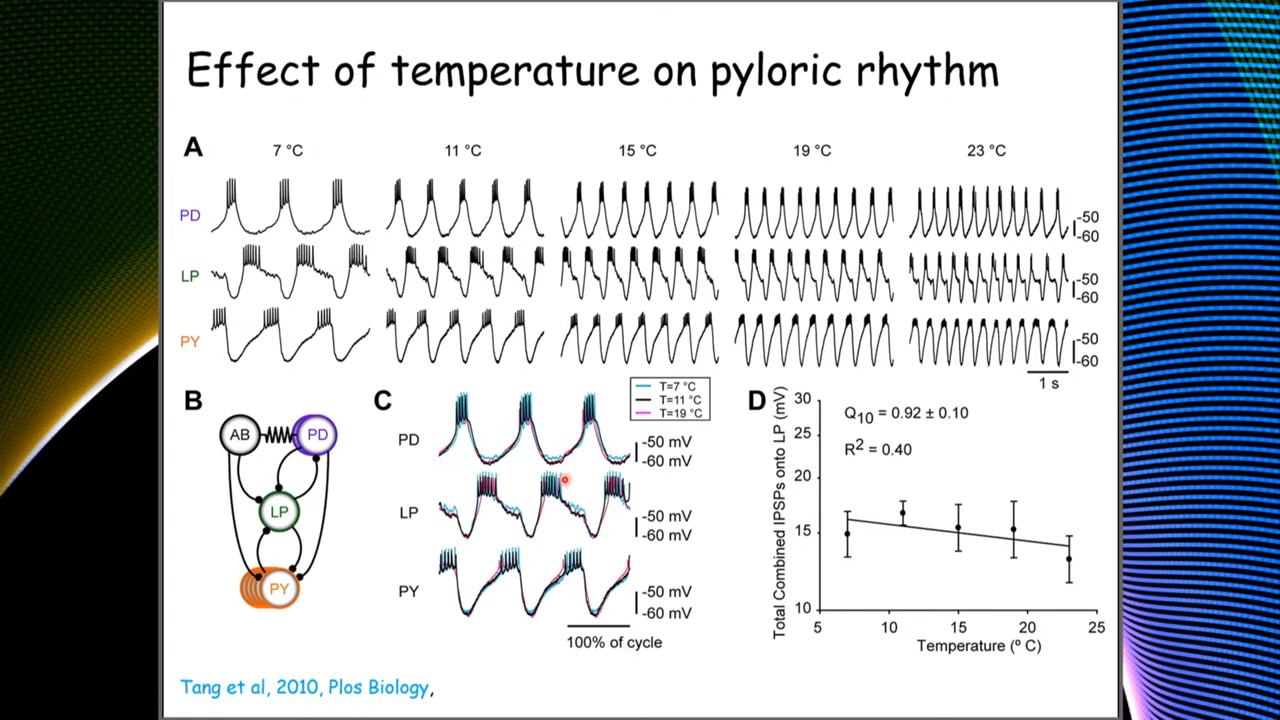 Effect of temperature on pyloric rhythm
A
7 °C 11 °C 15 °C 19 °C 23 °C
PD
-50
-60
LP
-50
-60
PY
-50
-60
1 s
B
AB PD
LP
PY
C
T=7 °C
T=11 °C
T=19 °C
PD
-50 mV
-60 mV
LP
-50 mV
-60 mV
PY
-50 mV
-60 mV
100% of cycle
D
Total Combined IPSPs onto LP (mV)
30
25
20
15
10
Q10 = 0.92 ± 0.10
R2 = 0.40
5 10 15 20 25
Temperature (º C)
Tang et al, 2010, Plos Biology,